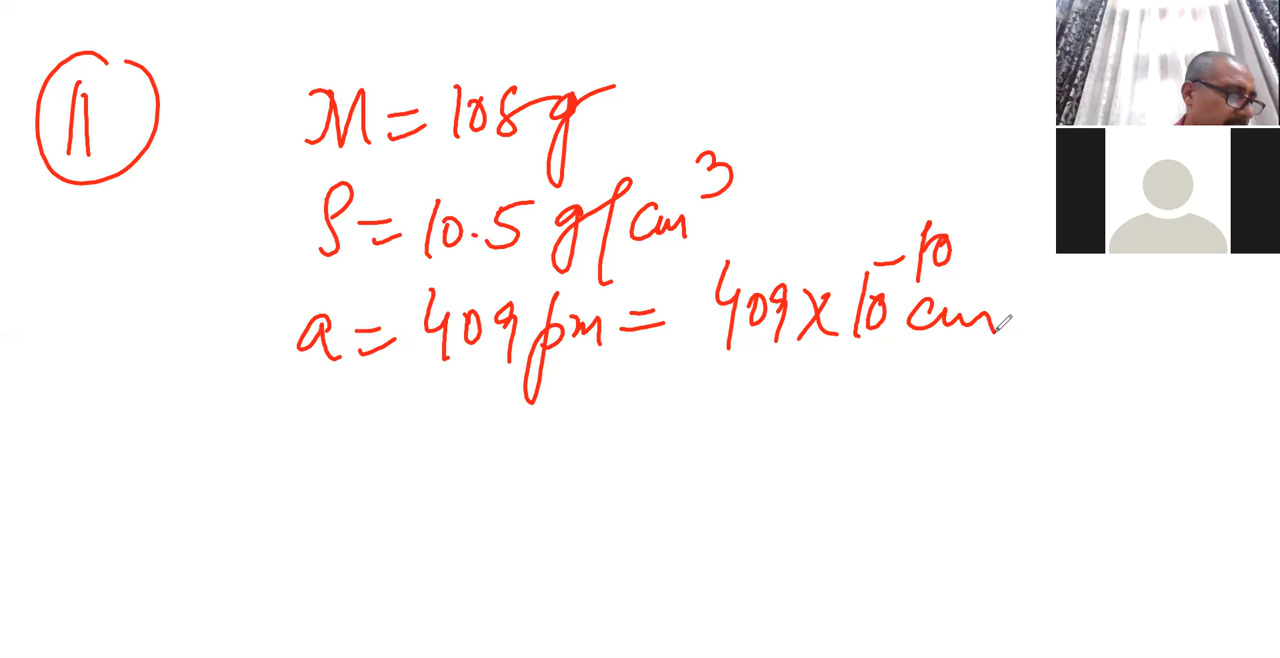 11
M = 108 g
ρ = 10.5 g/cm³
a = 409 pm = 409 x 10⁻¹⁰ cm